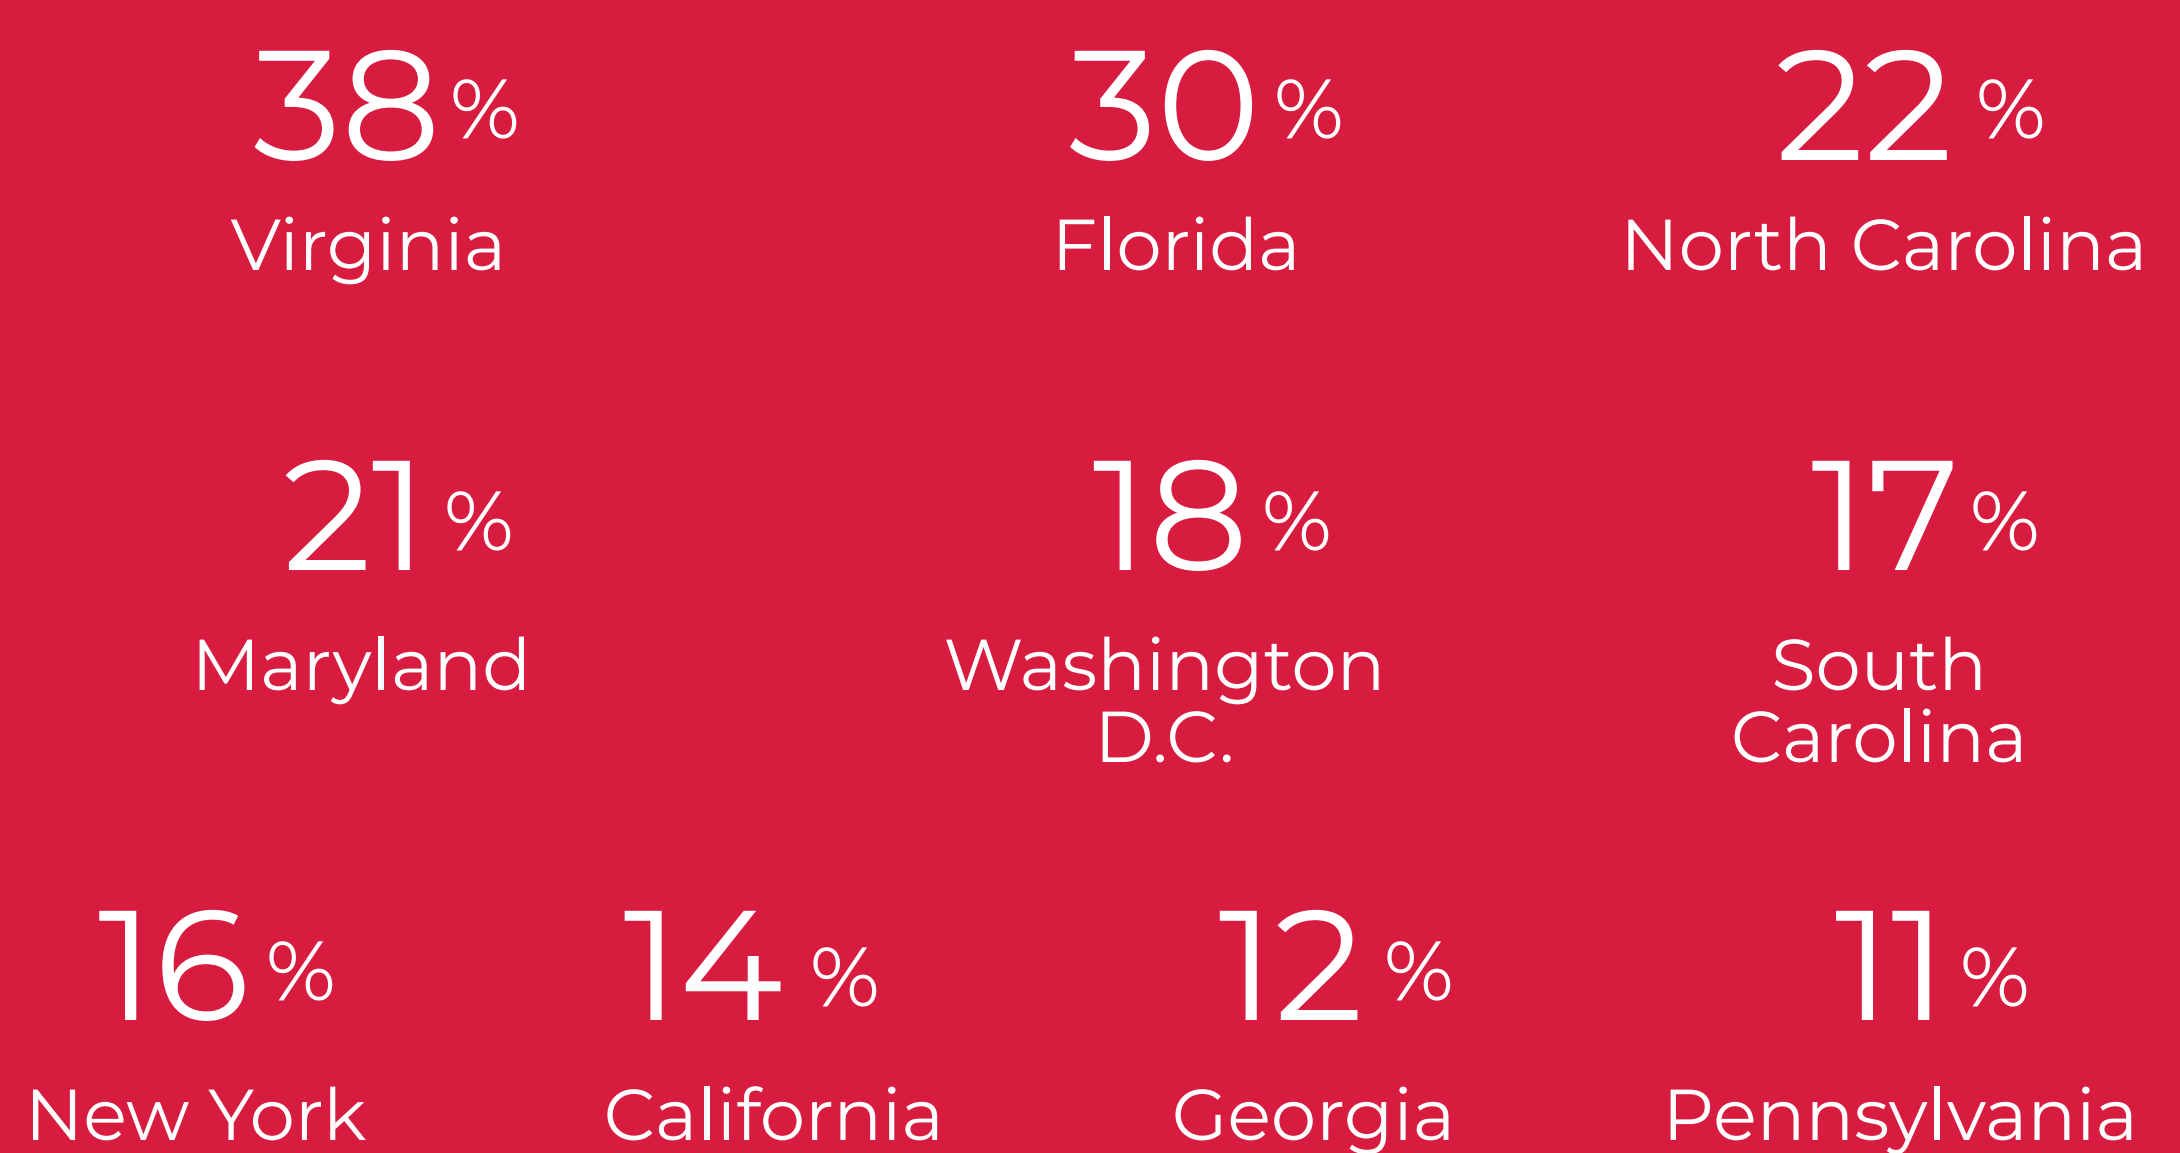 38 % 30 % 22 %
Virginia Florida North Carolina
21 % 18 % 17 %
Maryland Washington South
D.C. Carolina
16 % 14 % 12 % 11 %
New York California Georgia Pennsylvania